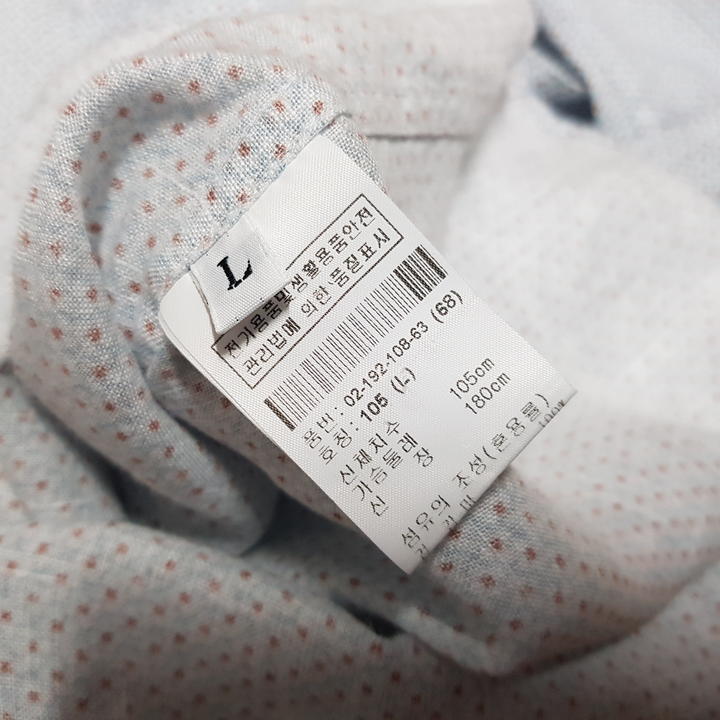 L
전기용품및생활용품안전
관리법에 의한 품질표시
품번 : 02-192-108-63 (68)
호칭 : 105 (L)
신체치수
가슴둘레 105cm
신 장 180cm
섬유의 조성(혼용률)
100%